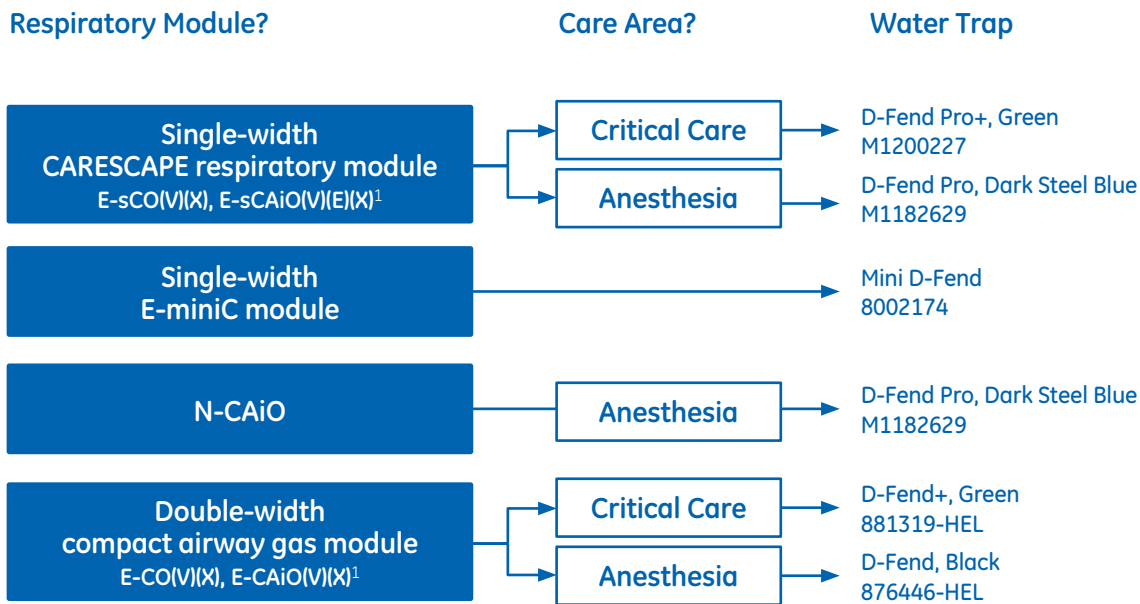 Respiratory Module?
Care Area?
Water Trap
Single-width
CARESCAPE respiratory module
E-sCO(V)(X), E-sCAiO(V)(E)(X)1
Critical Care
D-Fend Pro+, Green
M1200227
Anesthesia
D-Fend Pro, Dark Steel Blue
M1182629
Single-width
E-miniC module
Mini D-Fend
8002174
N-CAiO
Anesthesia
D-Fend Pro, Dark Steel Blue
M1182629
Double-width
compact airway gas module
E-CO(V)(X), E-CAiO(V)(X)1
Critical Care
D-Fend+, Green
881319-HEL
Anesthesia
D-Fend, Black
876446-HEL